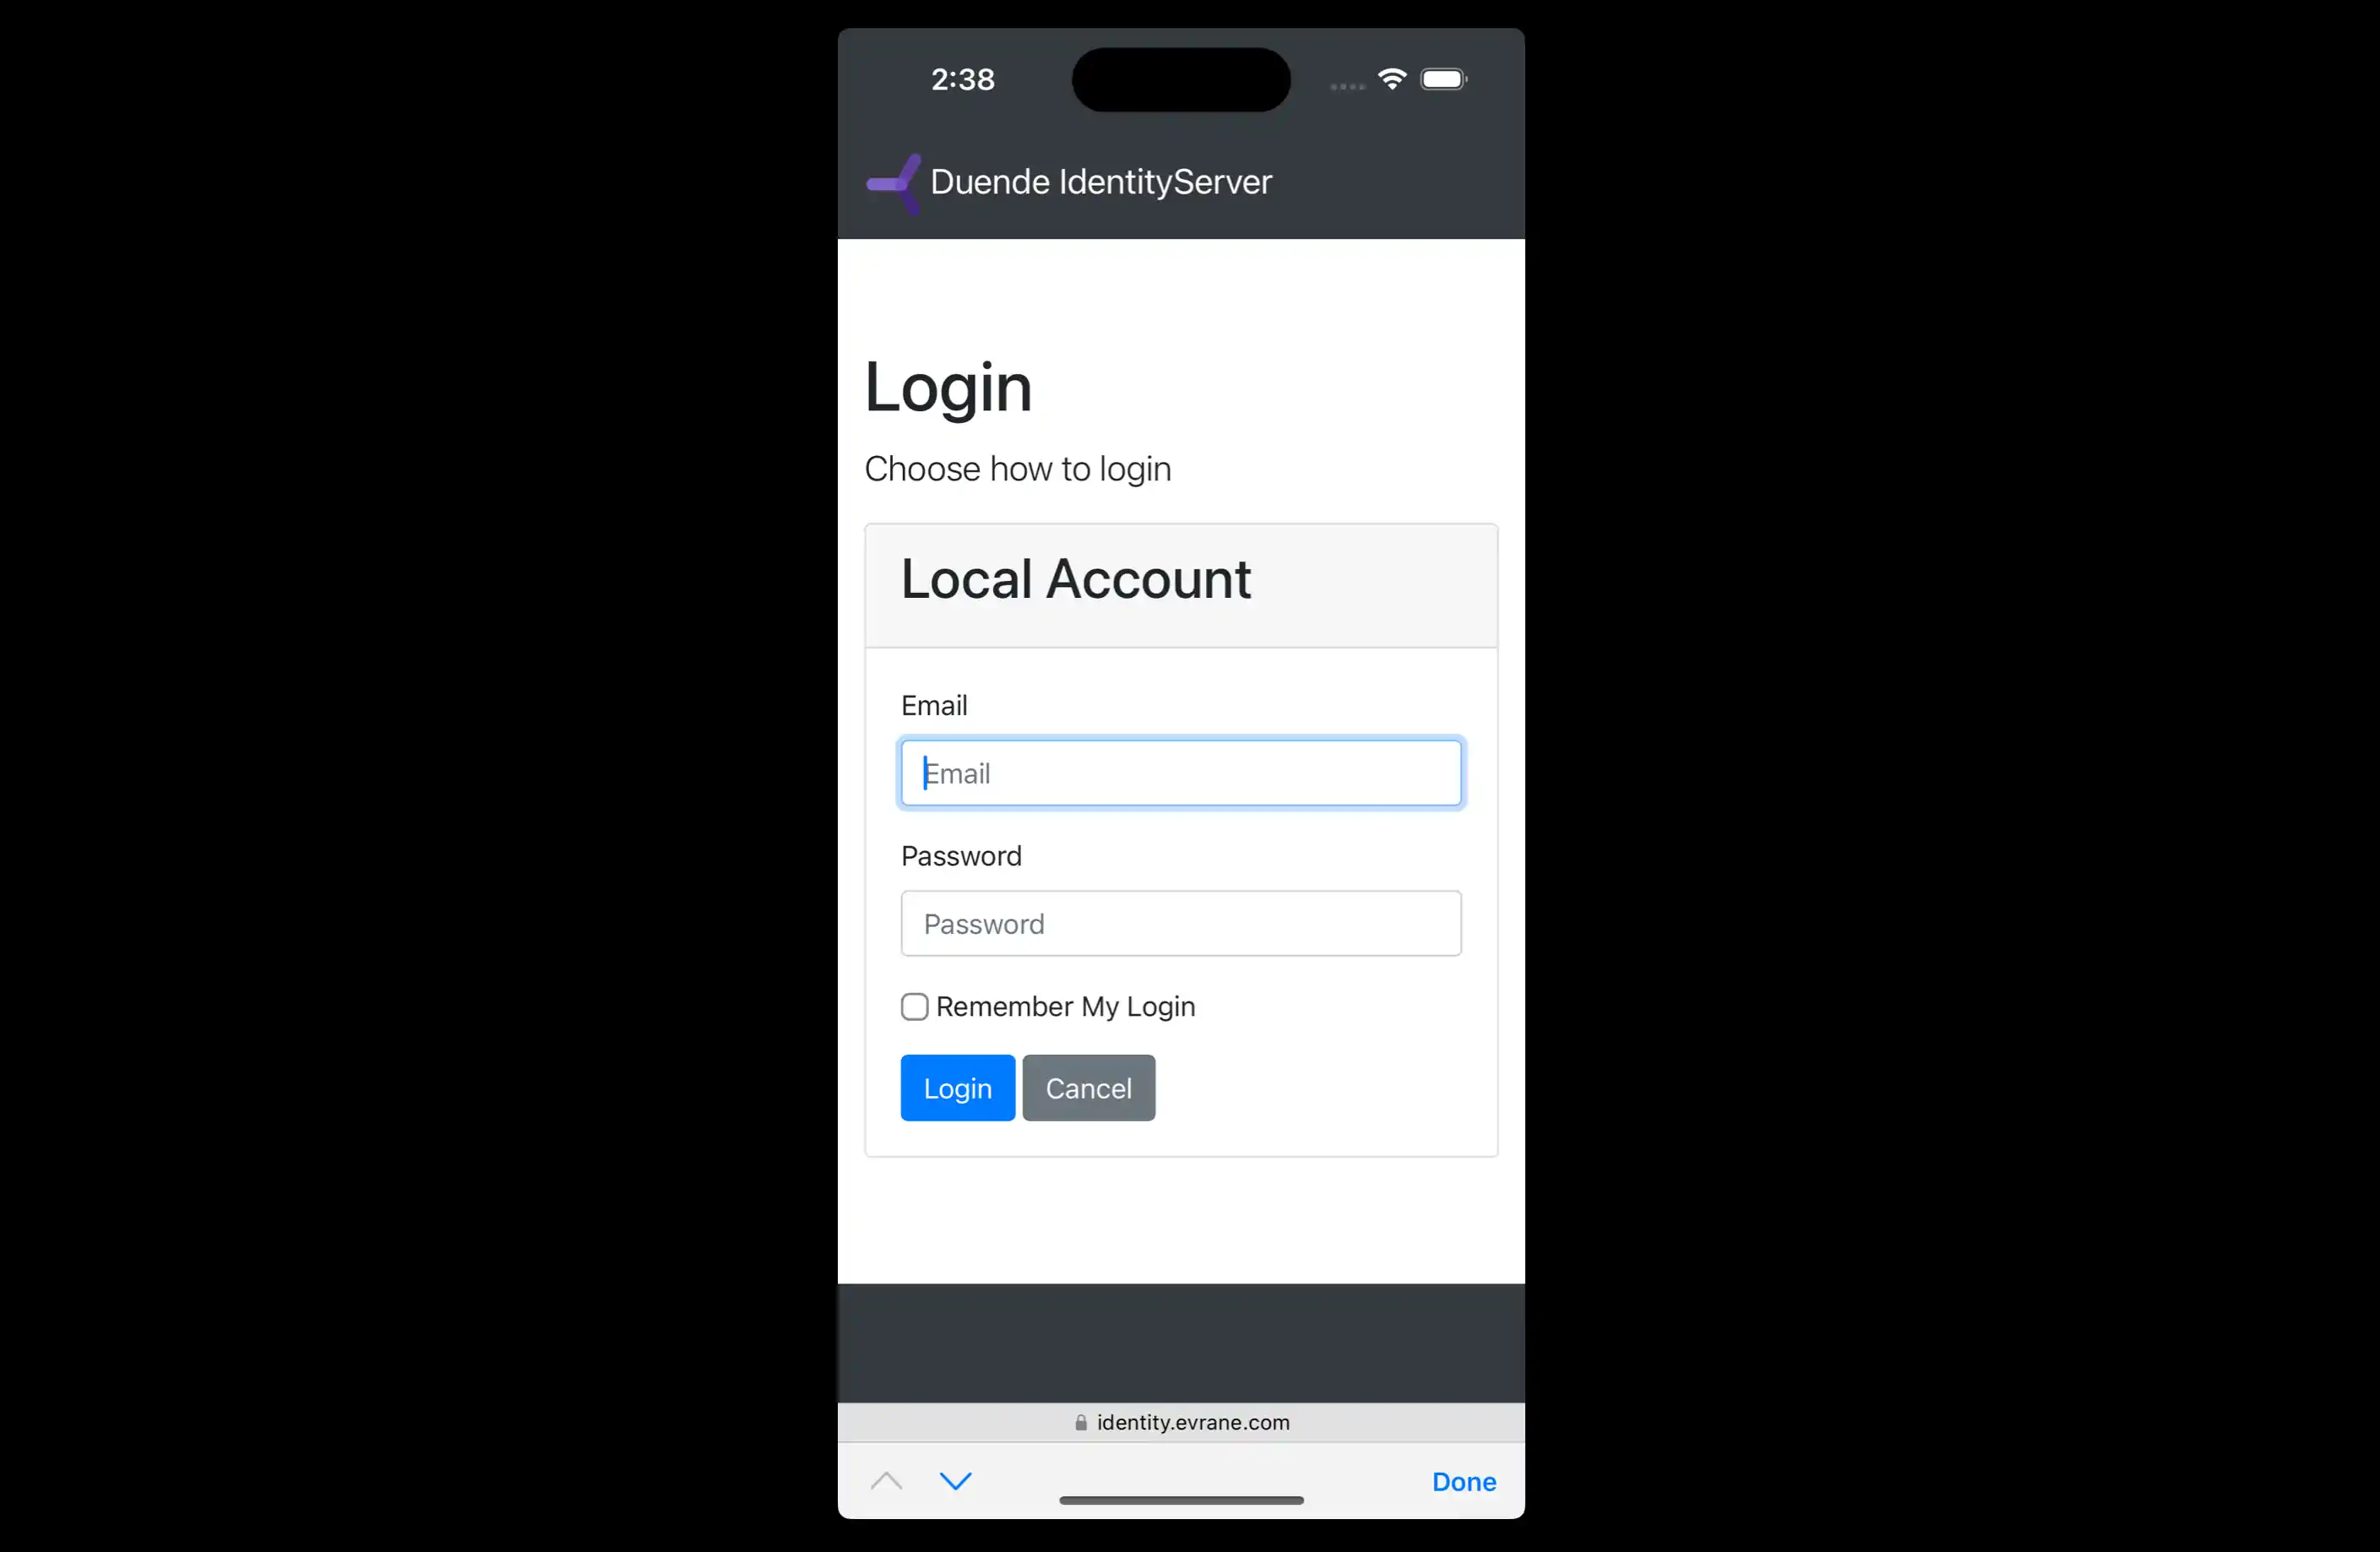 2:38
Duende IdentityServer
Login
Choose how to login
Local Account
Email
Email
Password
Password
Remember My Login
Login Cancel
identity.evrane.com
Done